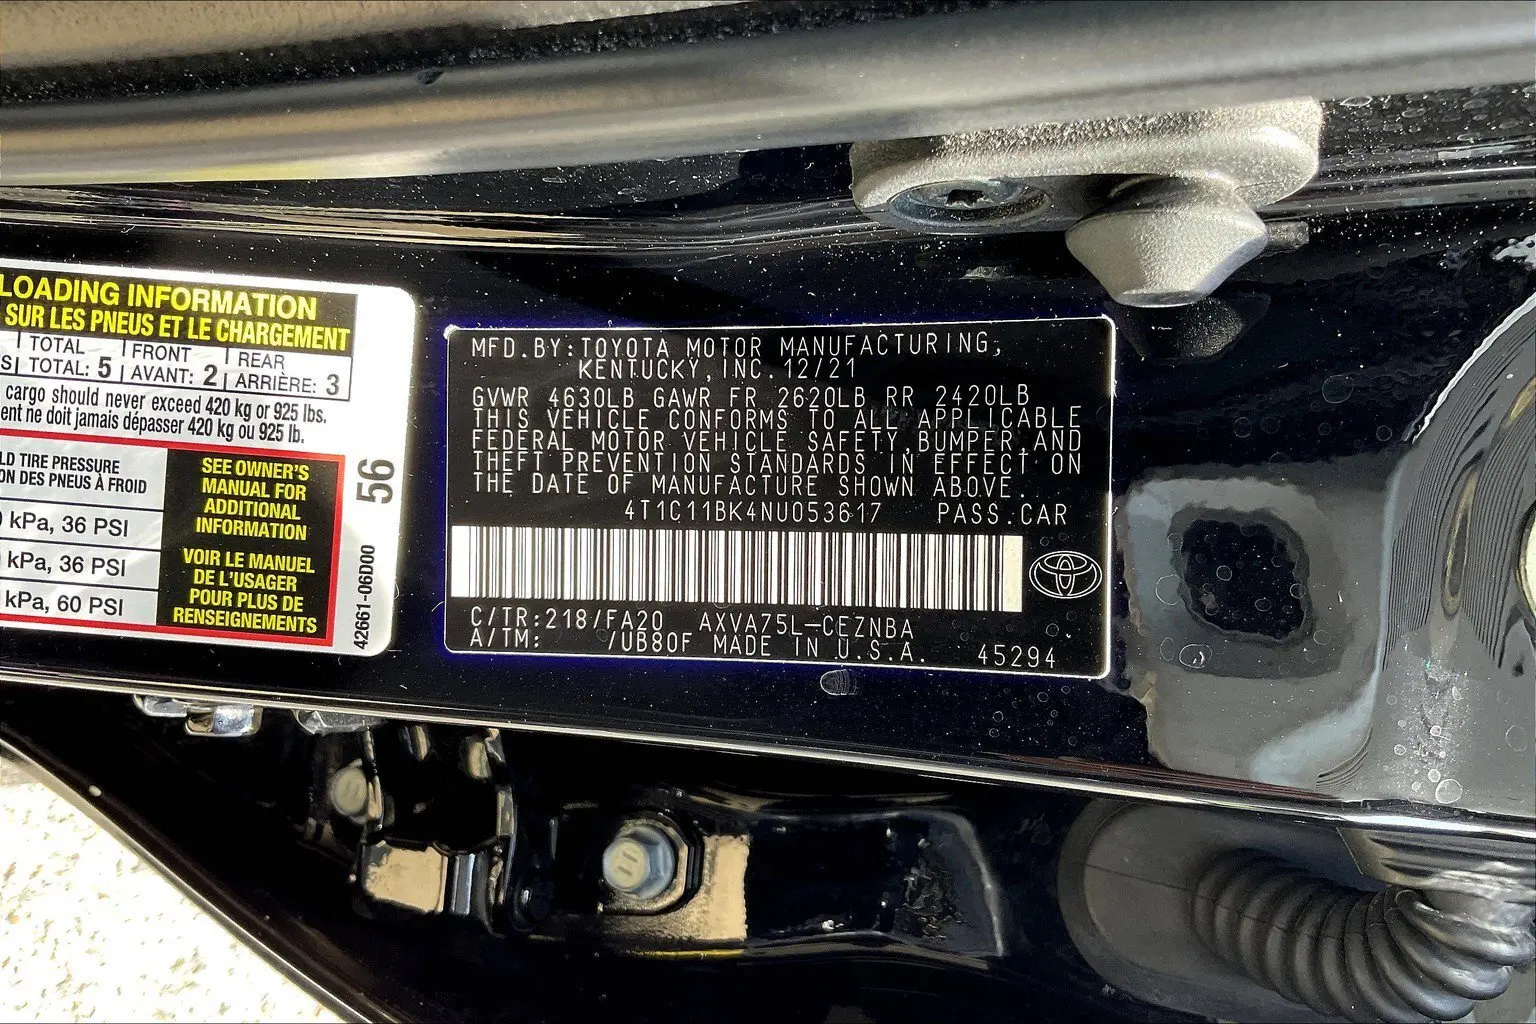 LOADING INFORMATION
SUR LES PNEUS ET LE CHARGEMENT
TOTAL FRONT REAR
TOTAL: 5 AVANT: 2 ARRIÈRE: 3
cargo should never exceed 420 kg or 925 lbs.
ent ne doit jamais dépasser 420 kg ou 925 lb.
LD TIRE PRESSURE
ON DES PNEUS À FROID
kPa, 36 PSI
kPa, 36 PSI
kPa, 60 PSI
SEE OWNER'S
MANUAL FOR
ADDITIONAL
INFORMATION
VOIR LE MANUEL
DE L'USAGER
POUR PLUS DE
RENSEIGNEMENTS
56
42661-06D00
MFD.BY:TOYOTA MOTOR MANUFACTURING,
KENTUCKY,INC. 12/21
GVWR 4630LB GAWR FR 2620LB RR 2420LB
THIS VEHICLE CONFORMS TO ALL APPLICABLE
FEDERAL MOTOR VEHICLE SAFETY,BUMPER,AND
THEFT PREVENTION STANDARDS IN EFFECT ON
THE DATE OF MANUFACTURE SHOWN ABOVE.
4T1C11BK4NU053617 PASS.CAR
C/TR:218/FA20 AXVA75L-CEZNBA
A/TM: /UB80F MADE IN U.S.A. 45294